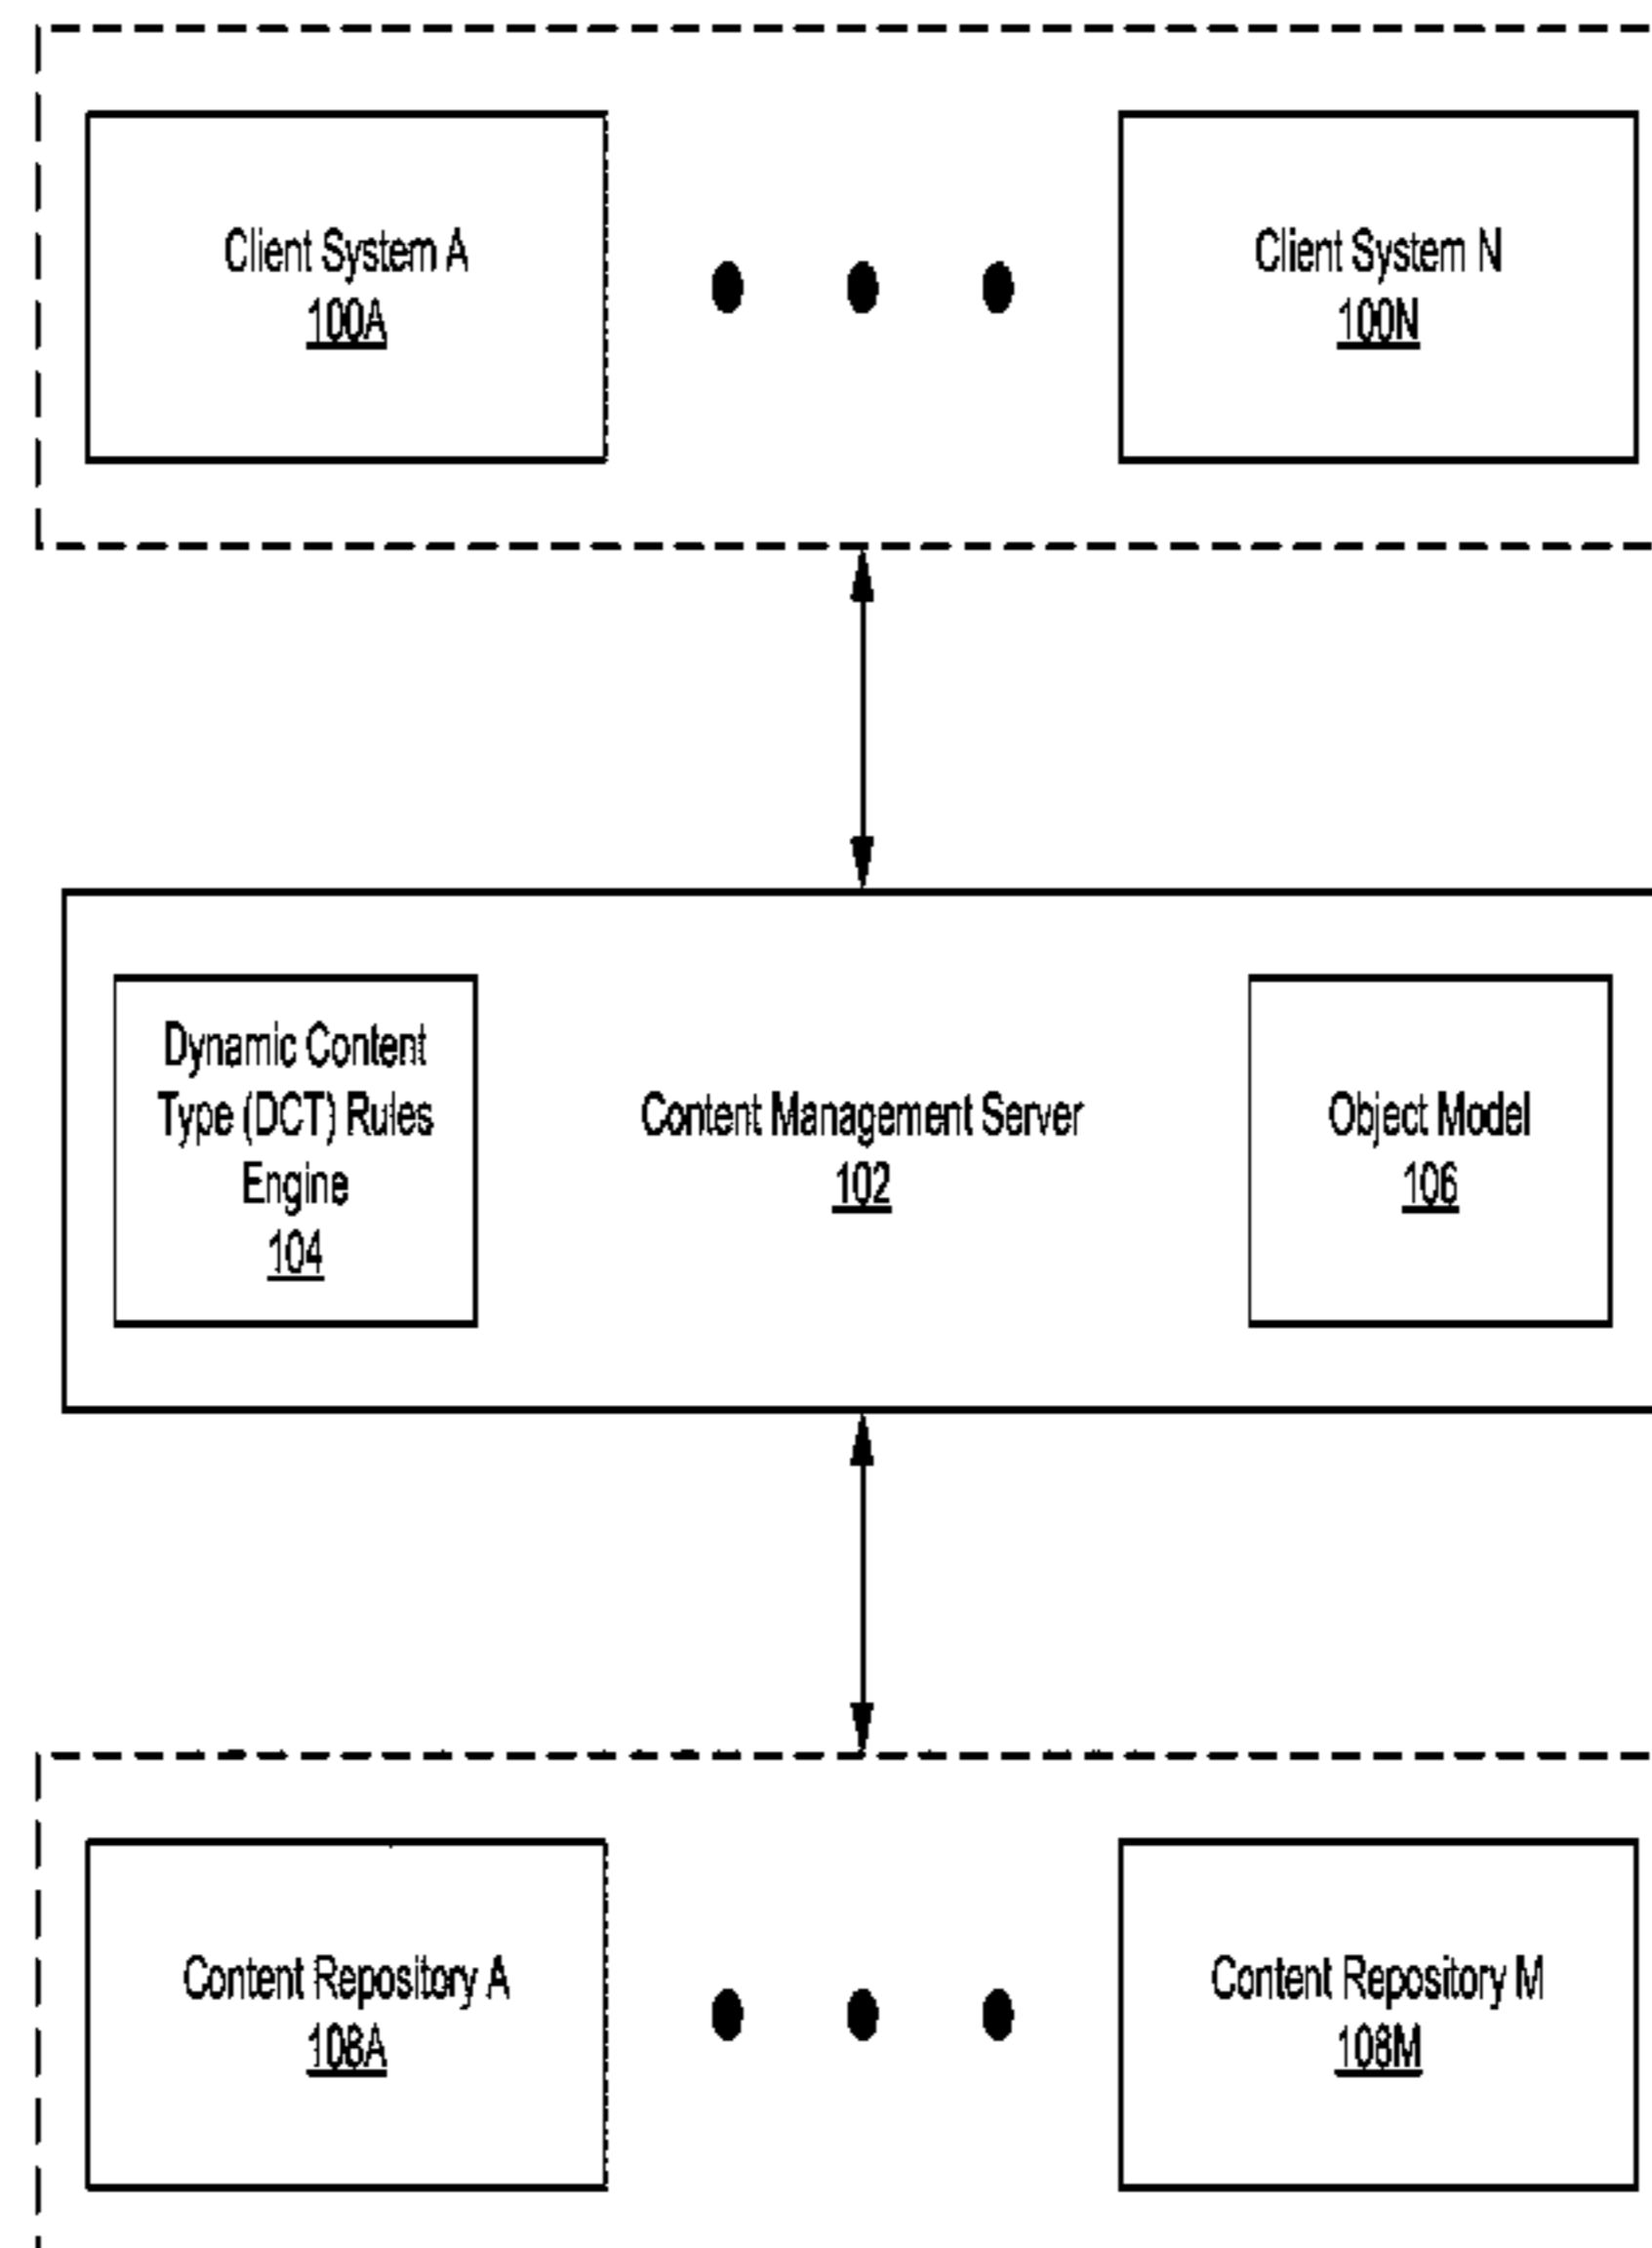 Client System A
100A
Client System N
100N
Dynamic Content
Type (DCT) Rules
Engine
104
Content Management Server
102
Object Model
106
Content Repository A
108A
Content Repository M
108M